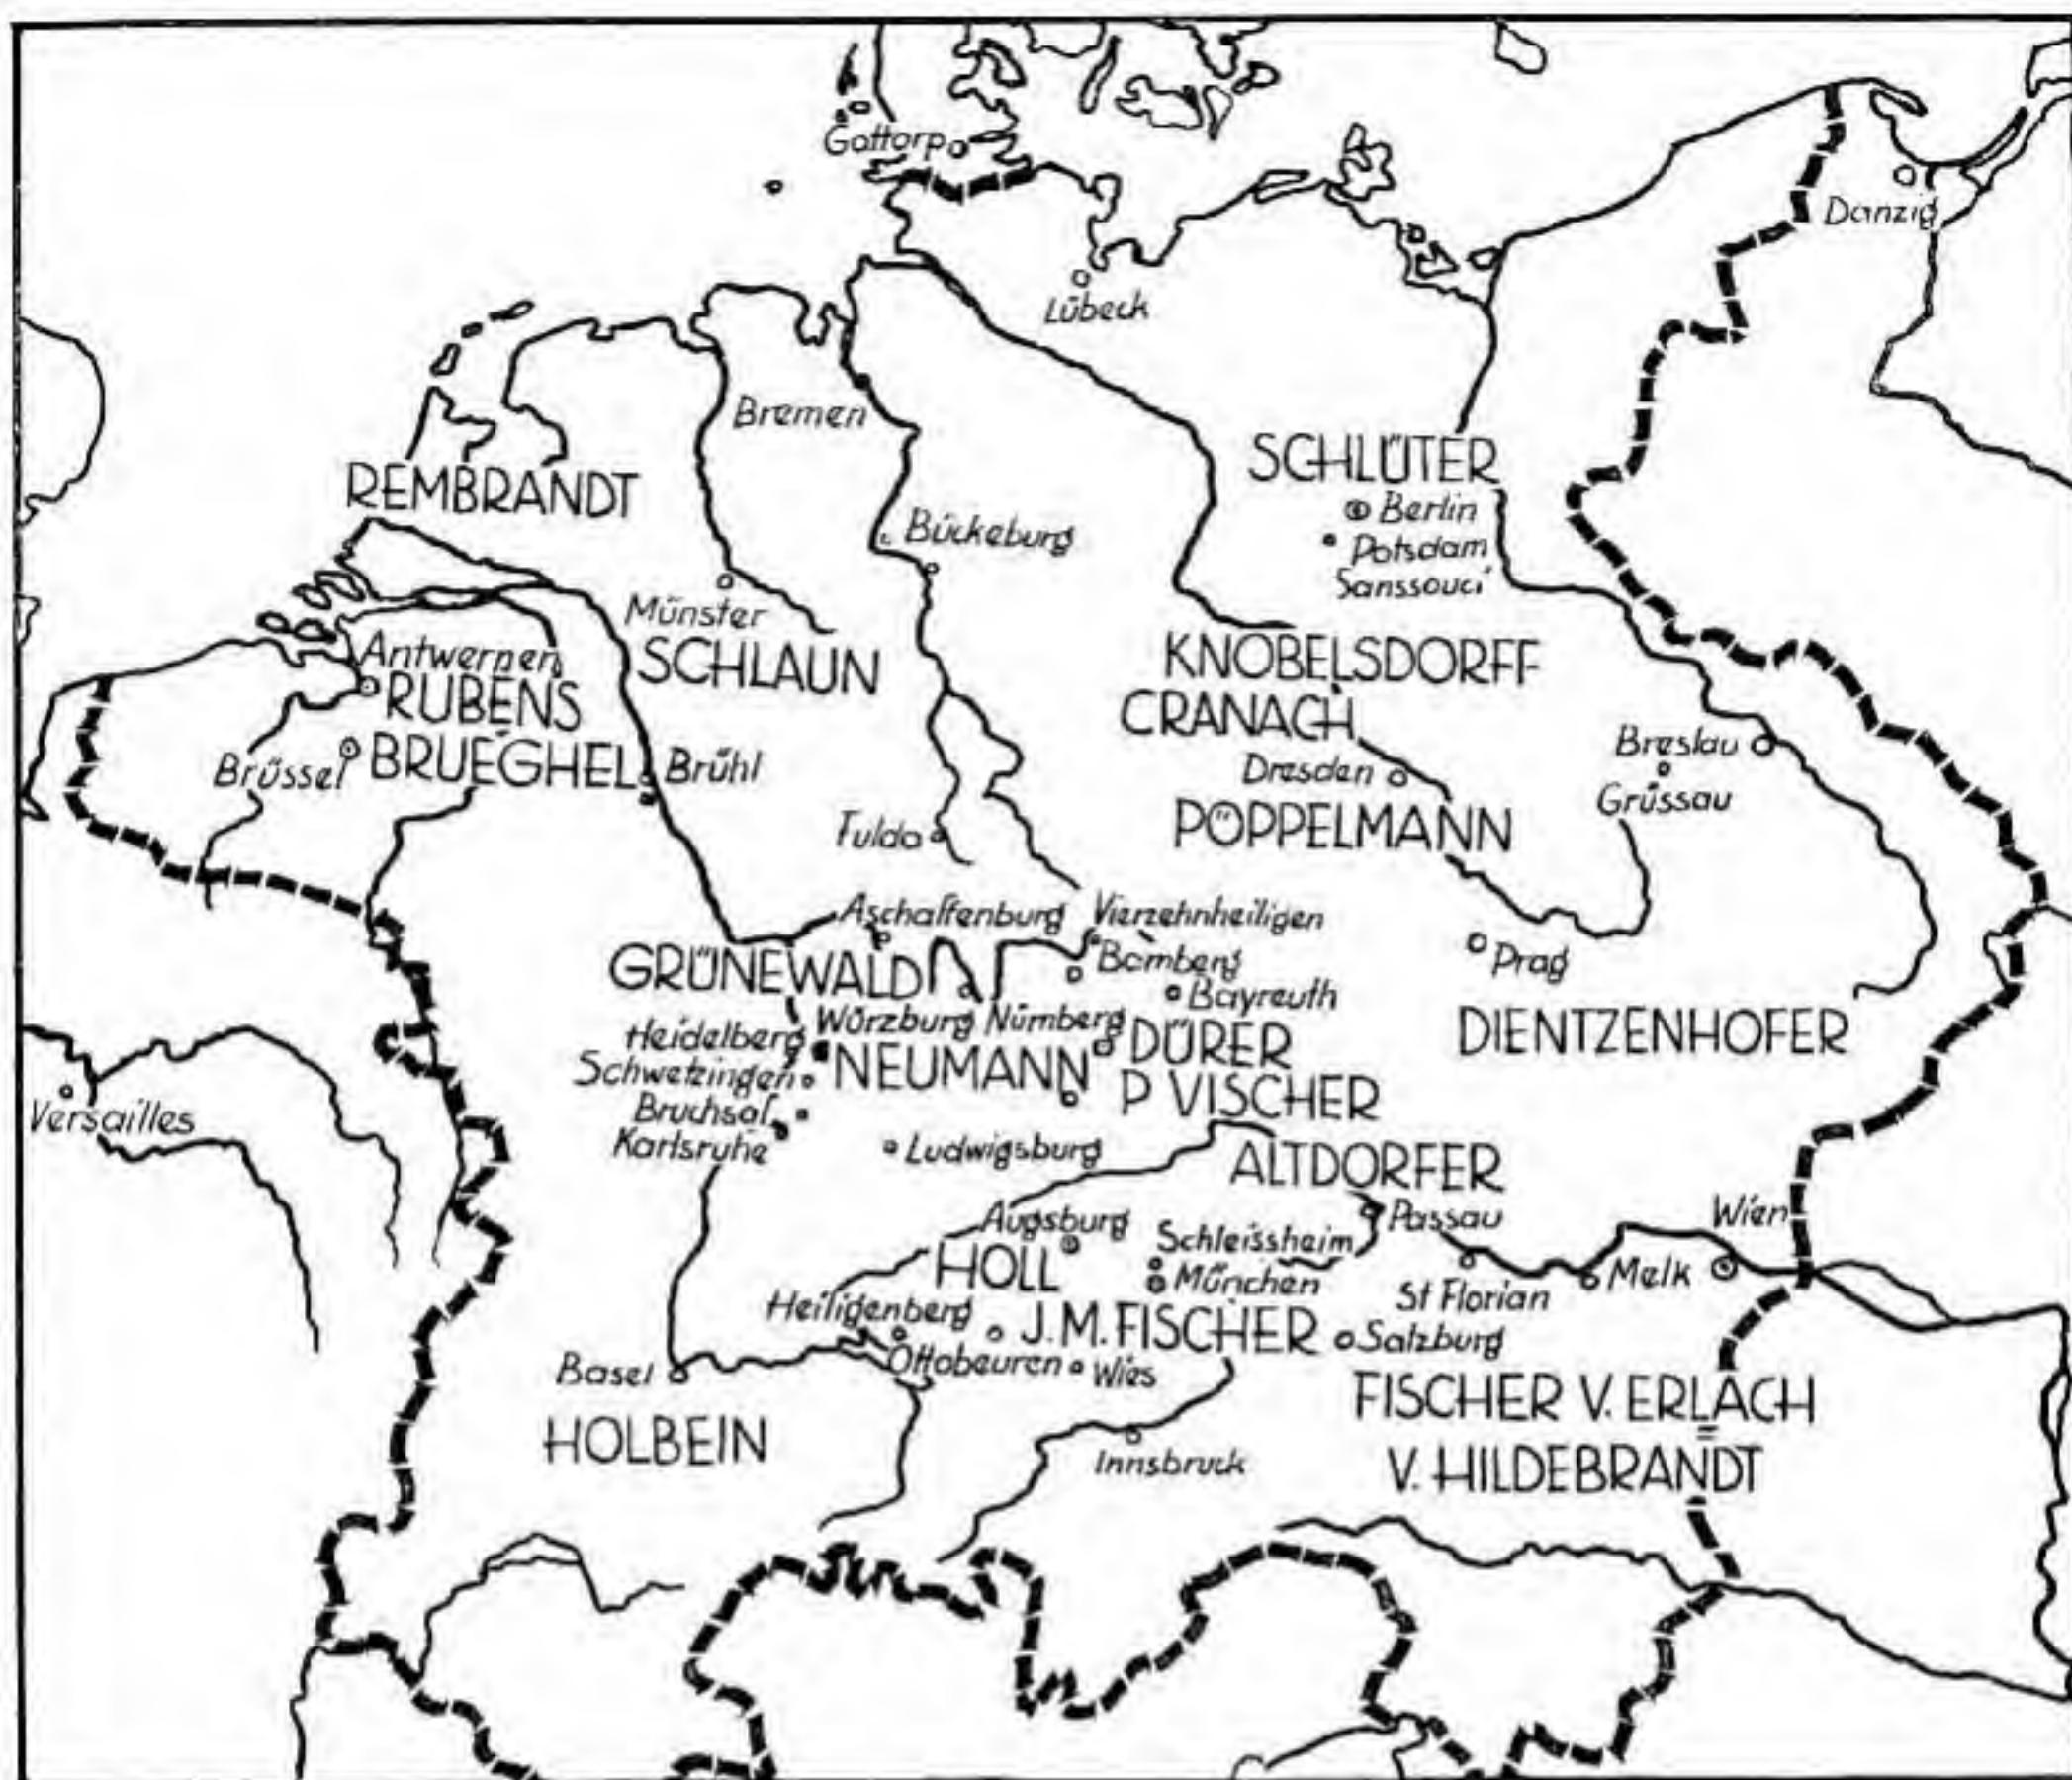 Gottorp
Danzig
Lübeck
Bremen
REMBRANDT
SCHLÜTER
Berlin
Potsdam
Sanssouci
Bückeburg
Münster
SCHLAUN
Antwerpen
RUBENS
Brüssel
BRUEGHEL
Brühl
KNOBELSDORFF
CRANACH
Dresden
PÖPPELMANN
Breslau
Grüssau
Fulda
Aschaffenburg
Vierzehnheiligen
GRÜNEWALD
Bamberg
Bayreuth
Prag
DIENTZENHOFER
Würzburg
Nürnberg
Heidelberg
NEUMANN
DÜRER
Schwetzingen
P VISCHER
Bruchsal
Karlsruhe
Versailles
Ludwigsburg
ALTDORFER
Augsburg
Passau
Wien
HOLL
Schleissheim
München
St Florian
Melk
Heiligenberg
J.M.FISCHER
Salzburg
Ottobeuren
Wies
Basel
HOLBEIN
FISCHER V. ERLACH
V. HILDEBRANDT
Innsbruck